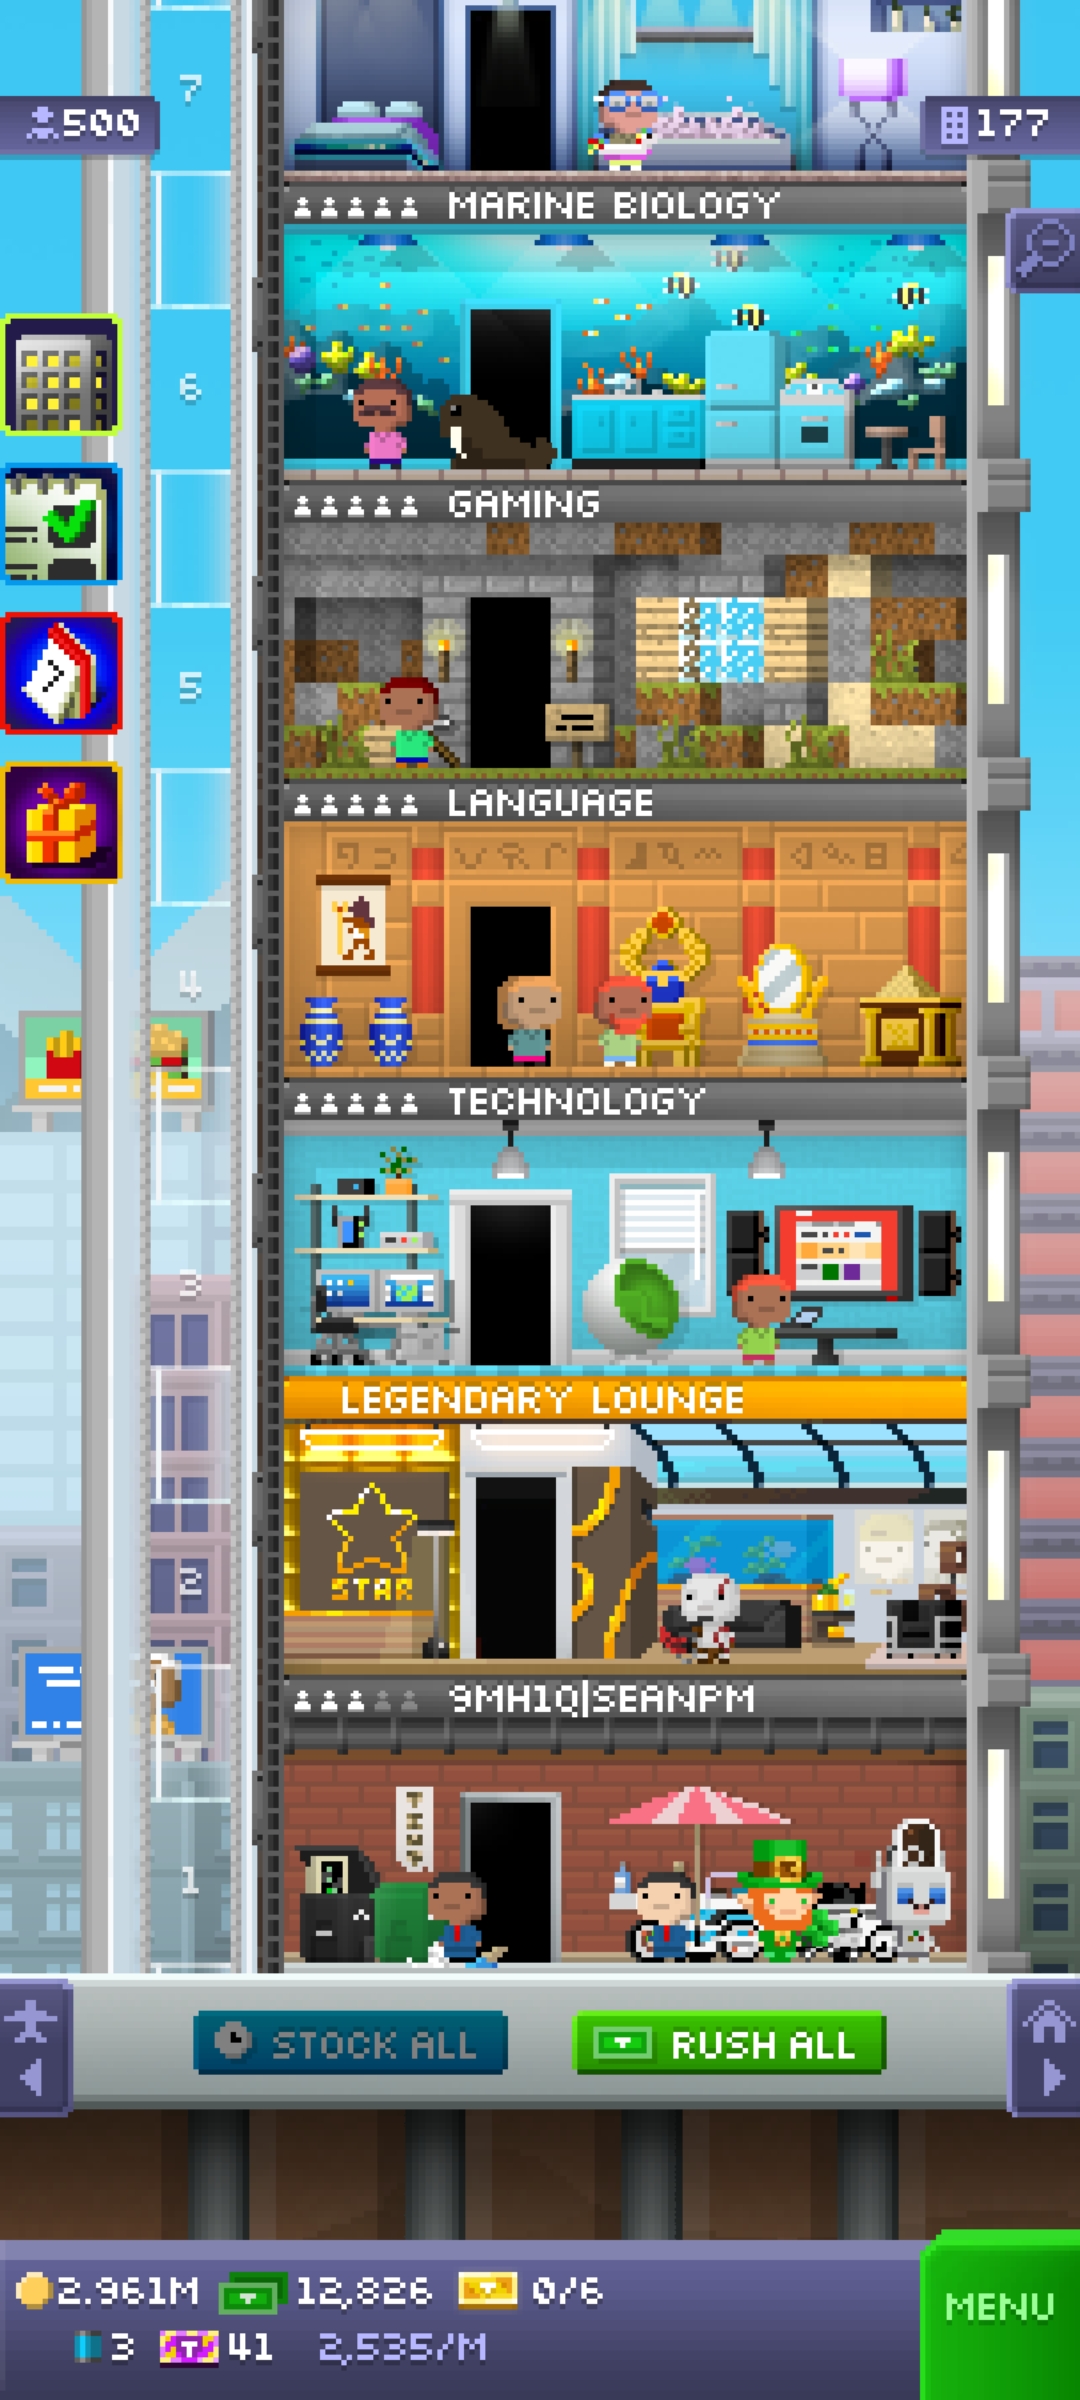 7
500
177
MARINE BIOLOGY
6
GAMING
5
LANGUAGE
4
TECHNOLOGY
3
LEGENDARY LOUNGE
STAR
2
9MH1Q|SEANPM
TINY
1
STOCK ALL
RUSH ALL
2.961M
12,826
0/6
MENU
3
41
2,535/M